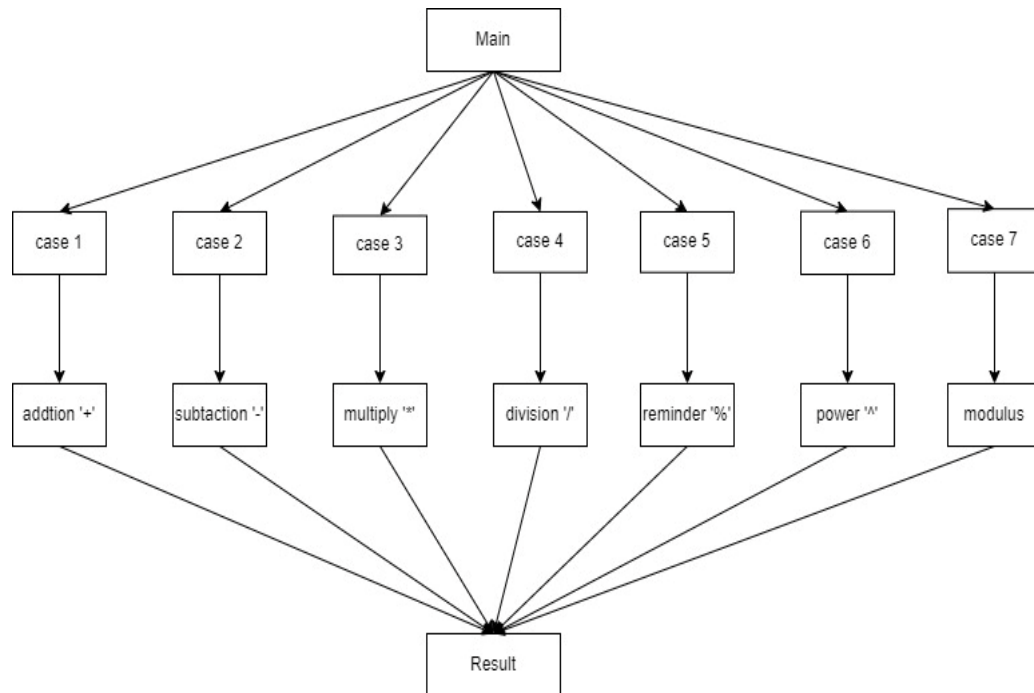 Main
case 1
case 2
case 3
case 4
case 5
case 6
case 7
addtion '+'
subtaction '-'
multiply '*'
division '/'
reminder '%'
power '^'
modulus
Result